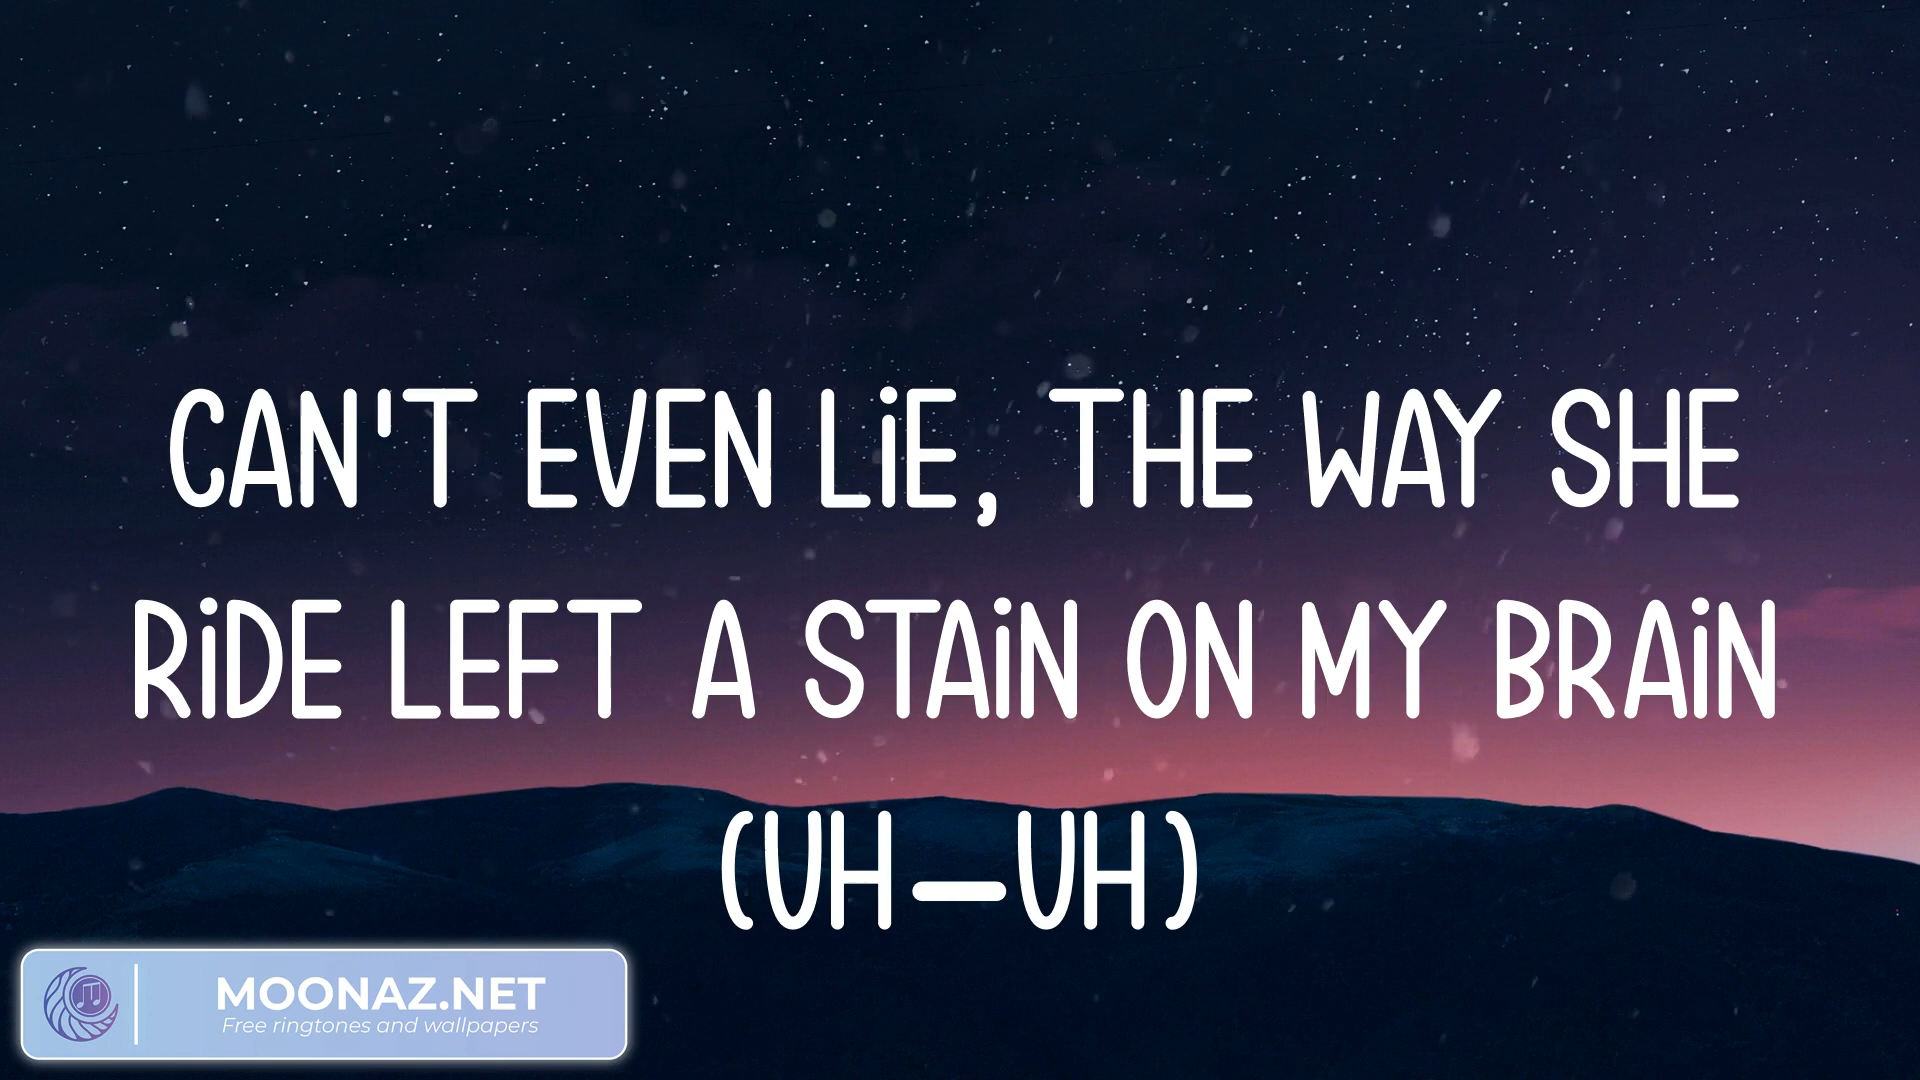 CAN'T EVEN LiE, THE WAY SHE
RiDE LEFT A STAiN ON MY BRAiN
(UH—UH)
MOONAZ.NET
Free ringtones and wallpapers